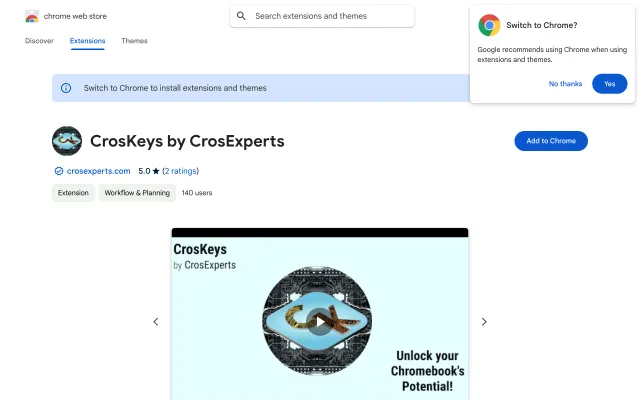 chrome web store
Search extensions and themes
Switch to Chrome?
Google recommends using Chrome when using
extensions and themes.
No thanks
Yes
Discover
Extensions
Themes
Switch to Chrome to install extensions and themes
CrosKeys by CrosExperts
Add to Chrome
crosexperts.com 5.0 ★ (2 ratings)
Extension
Workflow & Planning
140 users
CrosKeys
by CrosExperts
CK
Unlock your
Chromebook's
Potential!